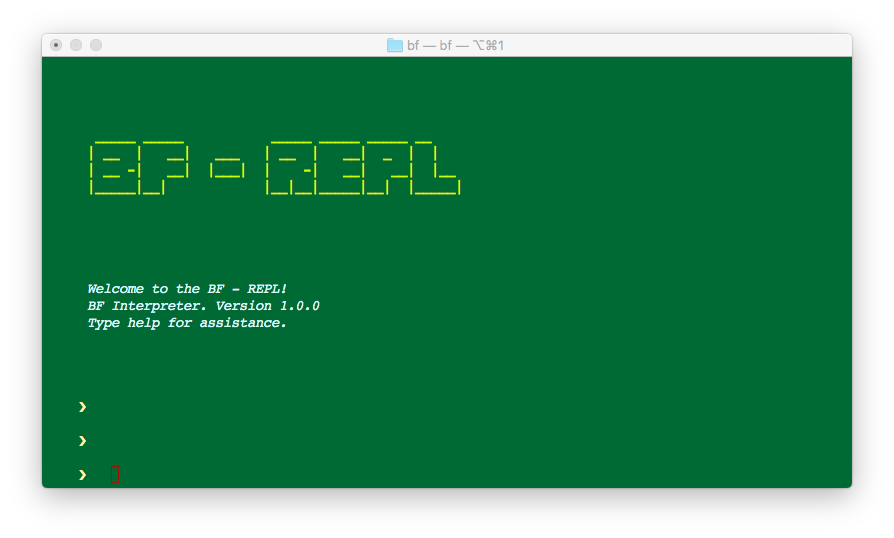 bf — bf — ⌥⌘1
BF - REPL
Welcome to the BF - REPL!
BF Interpreter. Version 1.0.0
Type help for assistance.
❯
❯
❯